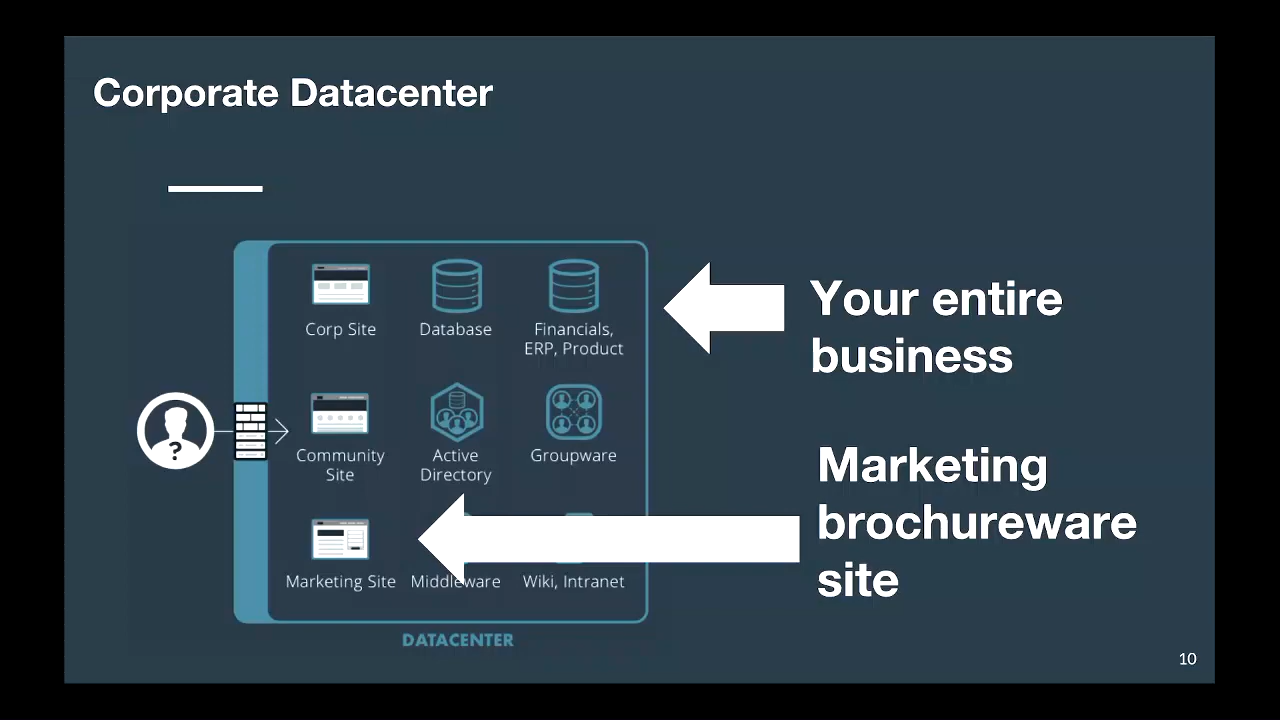 Corporate Datacenter
Corp Site
Database
Financials,
ERP, Product
Your entire
business
?
Community
Site
Active
Directory
Groupware
Marketing
brochureware
site
Marketing Site
Middleware
Wiki, Intranet
DATACENTER
10